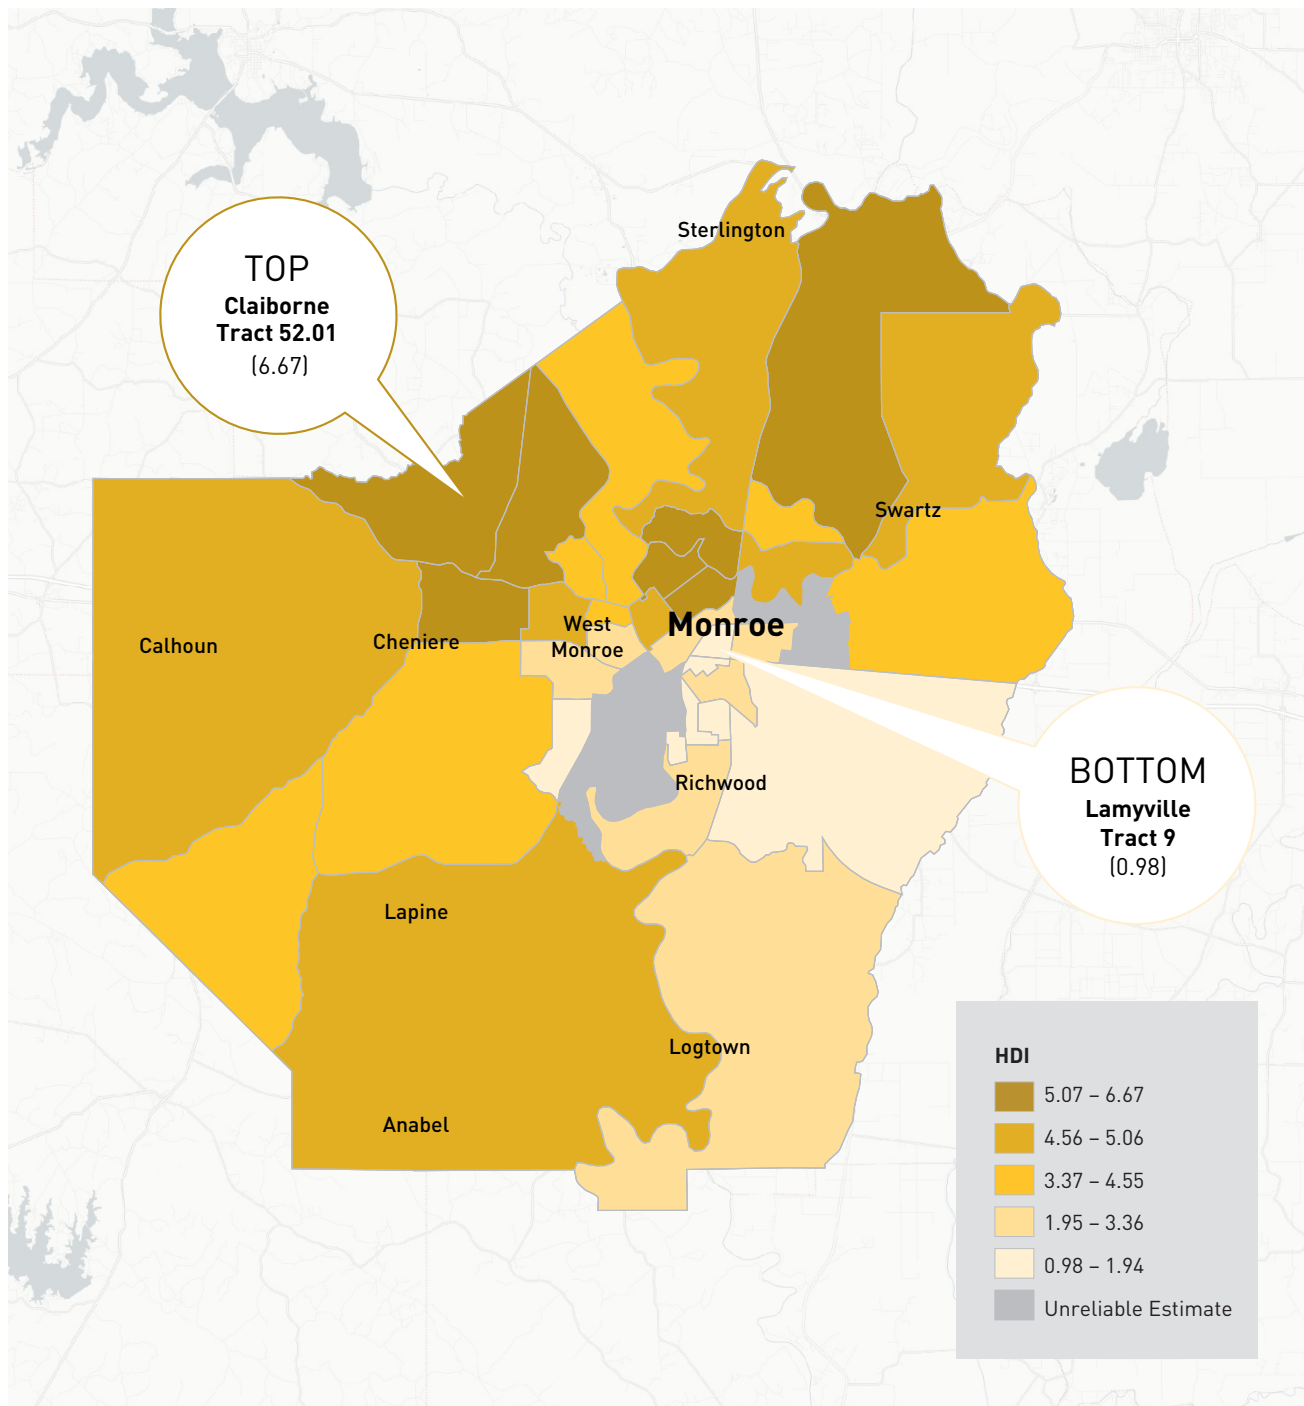 Sterlington
TOP
Claiborne
Tract 52.01
(6.67)
Swartz
West
Monroe
Monroe
Calhoun
Cheniere
Richwood
BOTTOM
Lamyville
Tract 9
(0.98)
Lapine
Logtown
Anabel
HDI
5.07 – 6.67
4.56 – 5.06
3.37 – 4.55
1.95 – 3.36
0.98 – 1.94
Unreliable Estimate